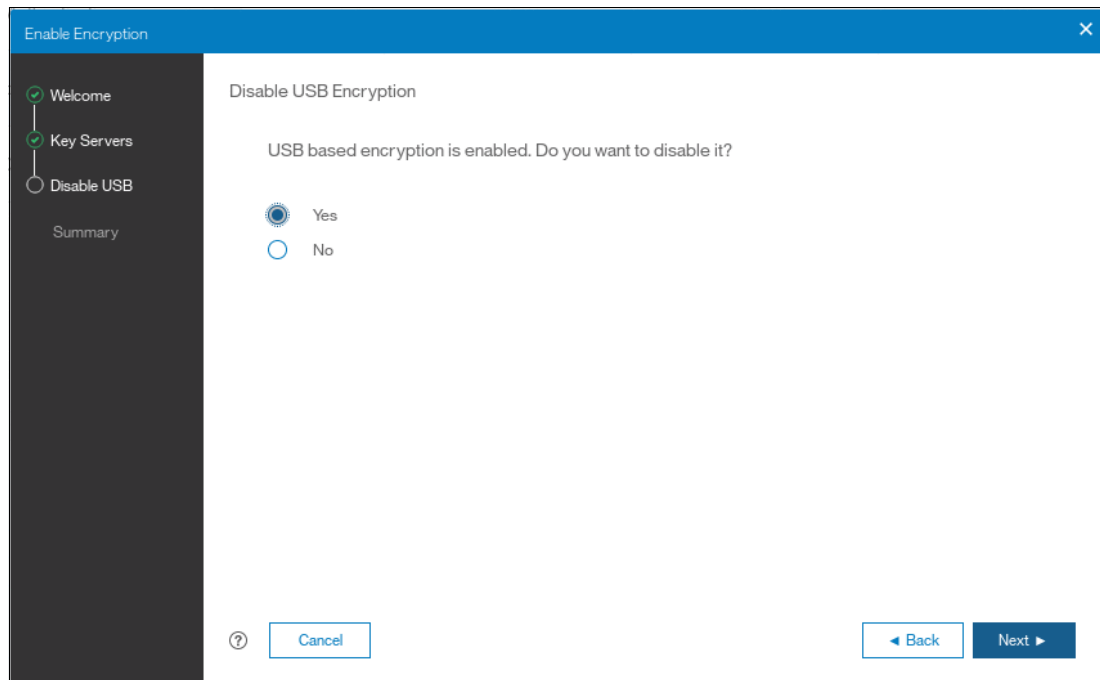 Enable Encryption
Welcome
Key Servers
Disable USB
Summary
Disable USB Encryption
USB based encryption is enabled. Do you want to disable it?
Yes
No
?
Cancel
◄ Back
Next ►